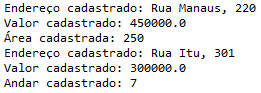 Endereço cadastrado: Rua Manaus, 220
Valor cadastrado: 450000.0
Área cadastrada: 250
Endereço cadastrado: Rua Itu, 301
Valor cadastrado: 300000.0
Andar cadastrado: 7